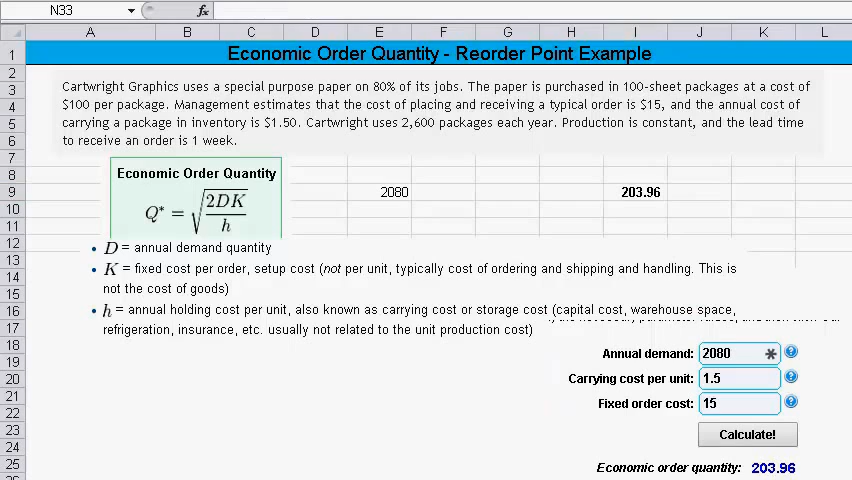 N33 fx
A B C D E F G H I J K L
1 Economic Order Quantity - Reorder Point Example
2
3 Cartwright Graphics uses a special purpose paper on 80% of its jobs. The paper is purchased in 100-sheet packages at a cost of
4 $100 per package. Management estimates that the cost of placing and receiving a typical order is $15, and the annual cost of
5 carrying a package in inventory is $1.50. Cartwright uses 2,600 packages each year. Production is constant, and the lead time
6 to receive an order is 1 week.
7
8 Economic Order Quantity
9 2080 203.96
10 Q* = √(2DK/h)
11
12 • D = annual demand quantity
13 • K = fixed cost per order, setup cost (not per unit, typically cost of ordering and shipping and handling. This is
14 not the cost of goods)
15
16 • h = annual holding cost per unit, also known as carrying cost or storage cost (capital cost, warehouse space,
17 refrigeration, insurance, etc. usually not related to the unit production cost)
18 Annual demand: 2080 * ?
19
20 Carrying cost per unit: 1.5 ?
21 Fixed order cost: 15 ?
22
23 Calculate!
24
25 Economic order quantity: 203.96